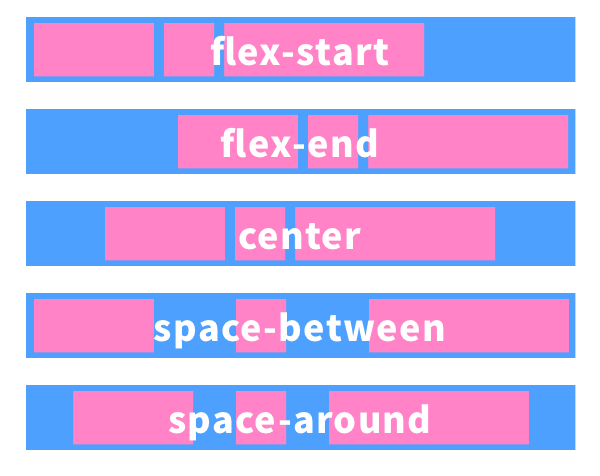 flex-start
flex-end
center
space-between
space-around